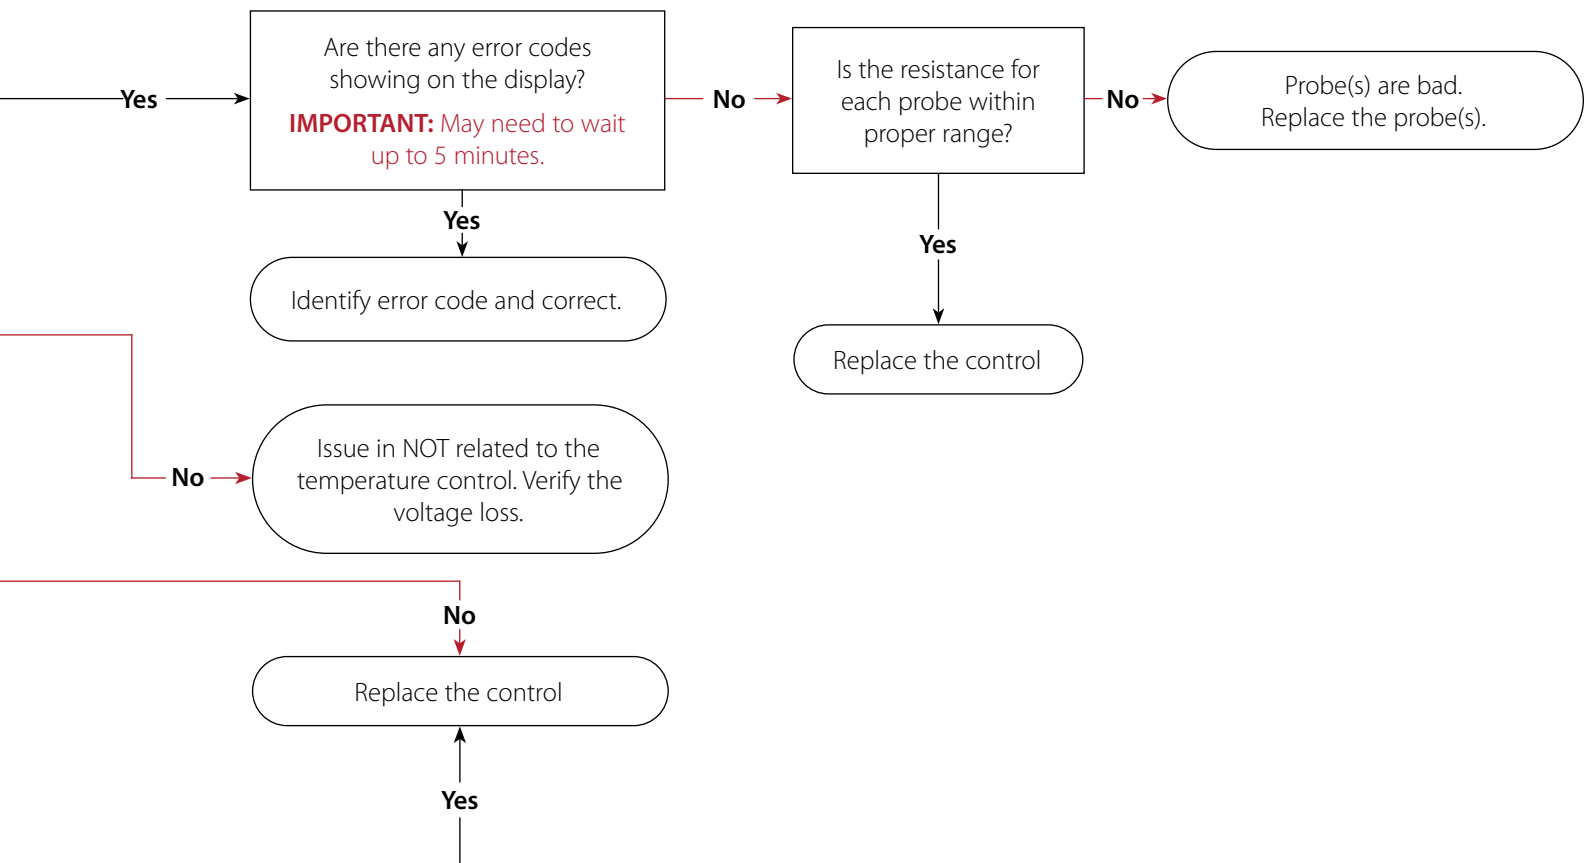 Yes
Are there any error codes
showing on the display?
IMPORTANT: May need to wait
up to 5 minutes.
No
Is the resistance for
each probe within
proper range?
No
Probe(s) are bad.
Replace the probe(s).
Yes
Identify error code and correct.
Yes
Replace the control
No
Issue in NOT related to the
temperature control. Verify the
voltage loss.
No
Replace the control
Yes